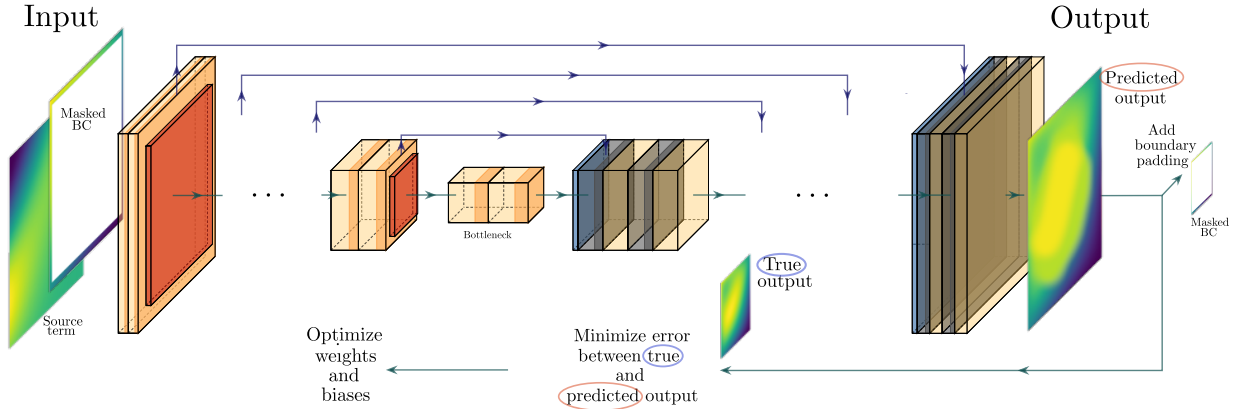 Input
Output
Masked
BC
Source
term
Bottleneck
Predicted
output
Add
boundary
padding
Masked
BC
True
output
Minimize error
between true
and
predicted output
Optimize
weights
and
biases